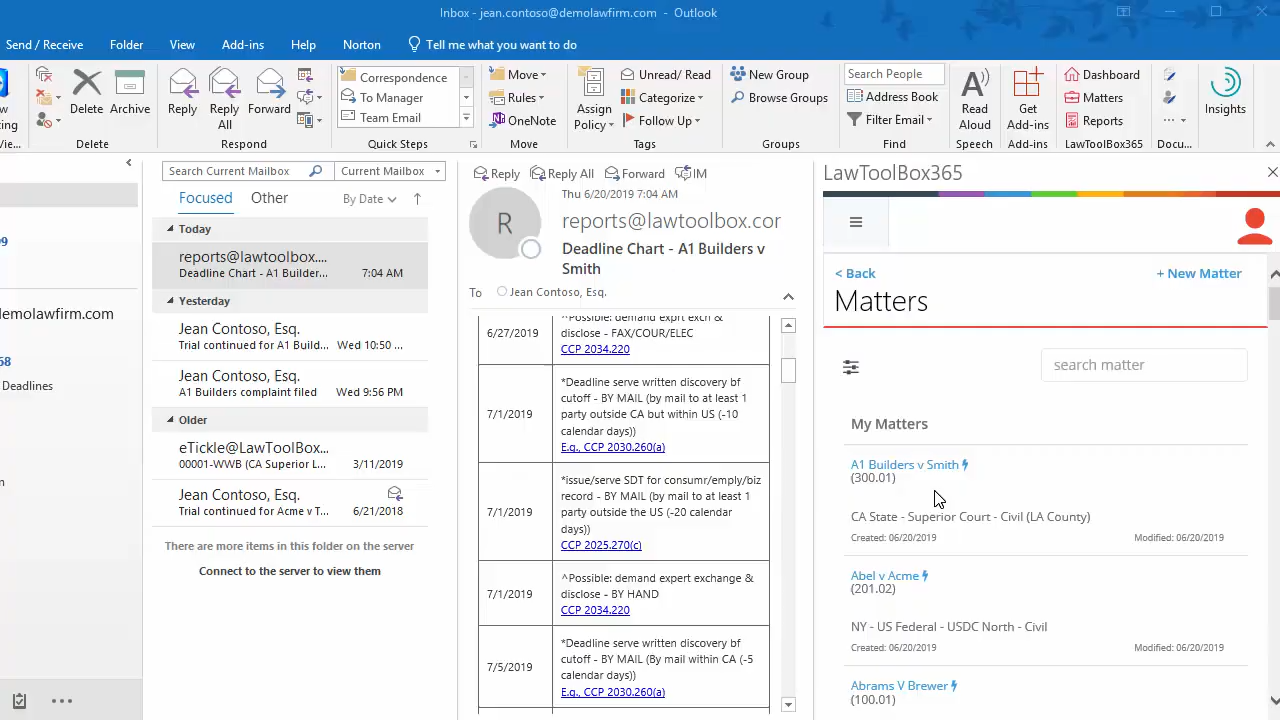 Inbox - jean.contoso@demolawfirm.com - Outlook
Send / Receive Folder View Add-ins Help Norton Tell me what you want to do
Delete Archive
Reply Reply All Forward
Correspondence
To Manager
Team Email
Move
Rules
OneNote
Assign Policy
Unread/ Read
Categorize
Follow Up
New Group
Browse Groups
Search People
Address Book
Filter Email
Read Aloud
Get Add-ins
Dashboard
Matters
Reports
...
Insights
Delete Respond Quick Steps Move Tags Groups Find Speech Add-ins LawToolBox365 Docu...
demolawfirm.com
Deadlines
Search Current Mailbox Current Mailbox
Focused Other By Date
Today
reports@lawtoolbox....
Deadline Chart - A1 Builder... 7:04 AM
Yesterday
Jean Contoso, Esq.
Trial continued for A1 Build... Wed 10:50 ...
Jean Contoso, Esq.
A1 Builders complaint filed Wed 9:56 PM
Older
eTickle@LawToolBox...
00001-WWB (CA Superior L... 3/11/2019
Jean Contoso, Esq.
Trial continued for Acme v T... 6/21/2018
There are more items in this folder on the server
Connect to the server to view them
Reply Reply All Forward IM
Thu 6/20/2019 7:04 AM
R
reports@lawtoolbox.cor
Deadline Chart - A1 Builders v
Smith
To Jean Contoso, Esq.
6/27/2019
^Possible: demand exprt exch &
disclose - FAX/COUR/ELEC
CCP 2034.220
7/1/2019
*Deadline serve written discovery bf
cutoff - BY MAIL (by mail to at least 1
party outside CA but within US (-10
calendar days))
E.g., CCP 2030.260(a)
7/1/2019
*issue/serve SDT for consumr/emply/biz
record - BY MAIL (by mail to at least 1
party outside the US (-20 calendar
days))
CCP 2025.270(c)
7/1/2019
^Possible: demand expert exchange &
disclose - BY HAND
CCP 2034.220
7/5/2019
*Deadline serve written discovery bf
cutoff - BY MAIL (By mail within CA (-5
calendar days))
E.g., CCP 2030.260(a)
LawToolBox365
< Back + New Matter
Matters
search matter
My Matters
A1 Builders v Smith
(300.01)
CA State - Superior Court - Civil (LA County)
Created: 06/20/2019 Modified: 06/20/2019
Abel v Acme
(201.02)
NY - US Federal - USDC North - Civil
Created: 06/20/2019 Modified: 06/20/2019
Abrams V Brewer
(100.01)